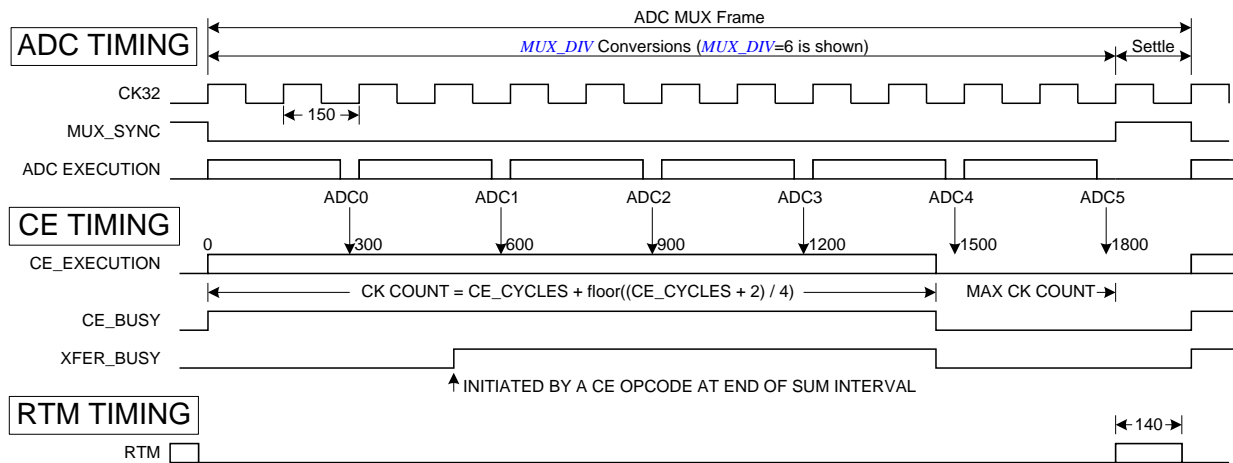 ADC MUX Frame
ADC TIMING
MUX_DIV Conversions (MUX_DIV=6 is shown)
Settle
CK32
150
MUX_SYNC
ADC EXECUTION
ADC0 ADC1 ADC2 ADC3 ADC4 ADC5
CE TIMING
0 300 600 900 1200 1500 1800
CE_EXECUTION
CK COUNT = CE_CYCLES + floor((CE_CYCLES + 2) / 4)
MAX CK COUNT
CE_BUSY
XFER_BUSY
INITIATED BY A CE OPCODE AT END OF SUM INTERVAL
RTM TIMING
140
RTM